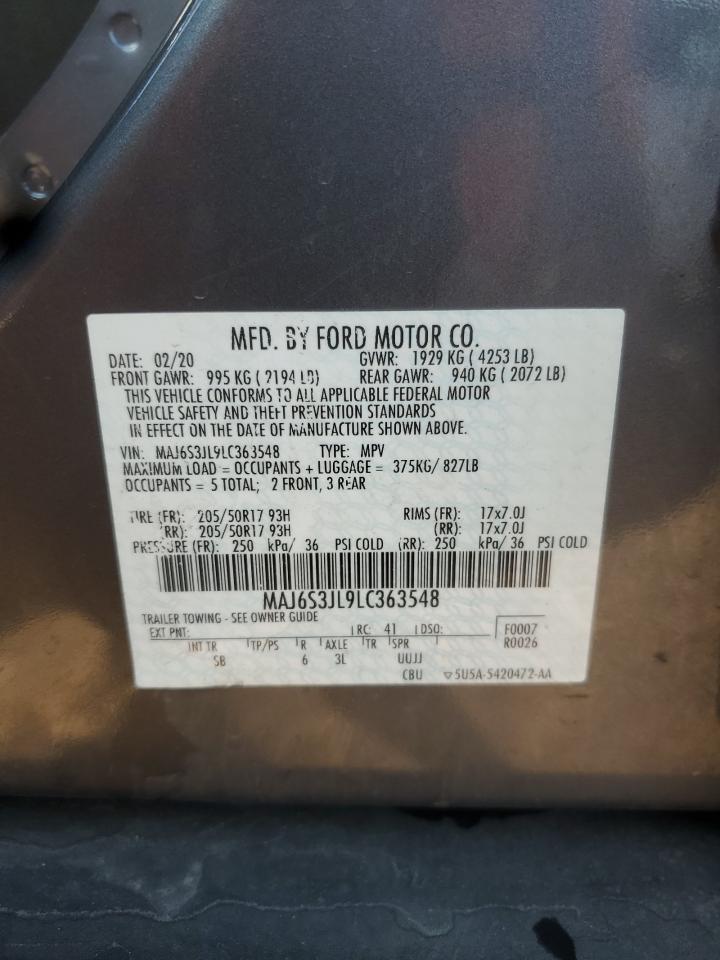 MFD. BY FORD MOTOR CO.
DATE: 02/20 GVWR: 1929 KG ( 4253 LB)
FRONT GAWR: 995 KG ( 2194 LB) REAR GAWR: 940 KG ( 2072 LB)
THIS VEHICLE CONFORMS TO ALL APPLICABLE FEDERAL MOTOR
VEHICLE SAFETY AND THEFT PREVENTION STANDARDS
IN EFFECT ON THE DATE OF MANUFACTURE SHOWN ABOVE.
VIN: MAJ6S3JL9LC363548 TYPE: MPV
MAXIMUM LOAD = OCCUPANTS + LUGGAGE = 375KG/ 827LB
OCCUPANTS = 5 TOTAL; 2 FRONT, 3 REAR
TIRE (FR): 205/50R17 93H RIMS (FR): 17x7.0J
(RR): 205/50R17 93H (RR): 17x7.0J
PRESSURE (FR): 250 kPa/ 36 PSI COLD (RR): 250 kPa/ 36 PSI COLD
MAJ6S3JL9LC363548
TRAILER TOWING - SEE OWNER GUIDE
EXT PNT: RC: 41 DSO: F0007
INT TR TP/PS R AXLE TR SPR R0026
SB 6 3L UUJJ
CBU ▽5U5A-5420472-AA